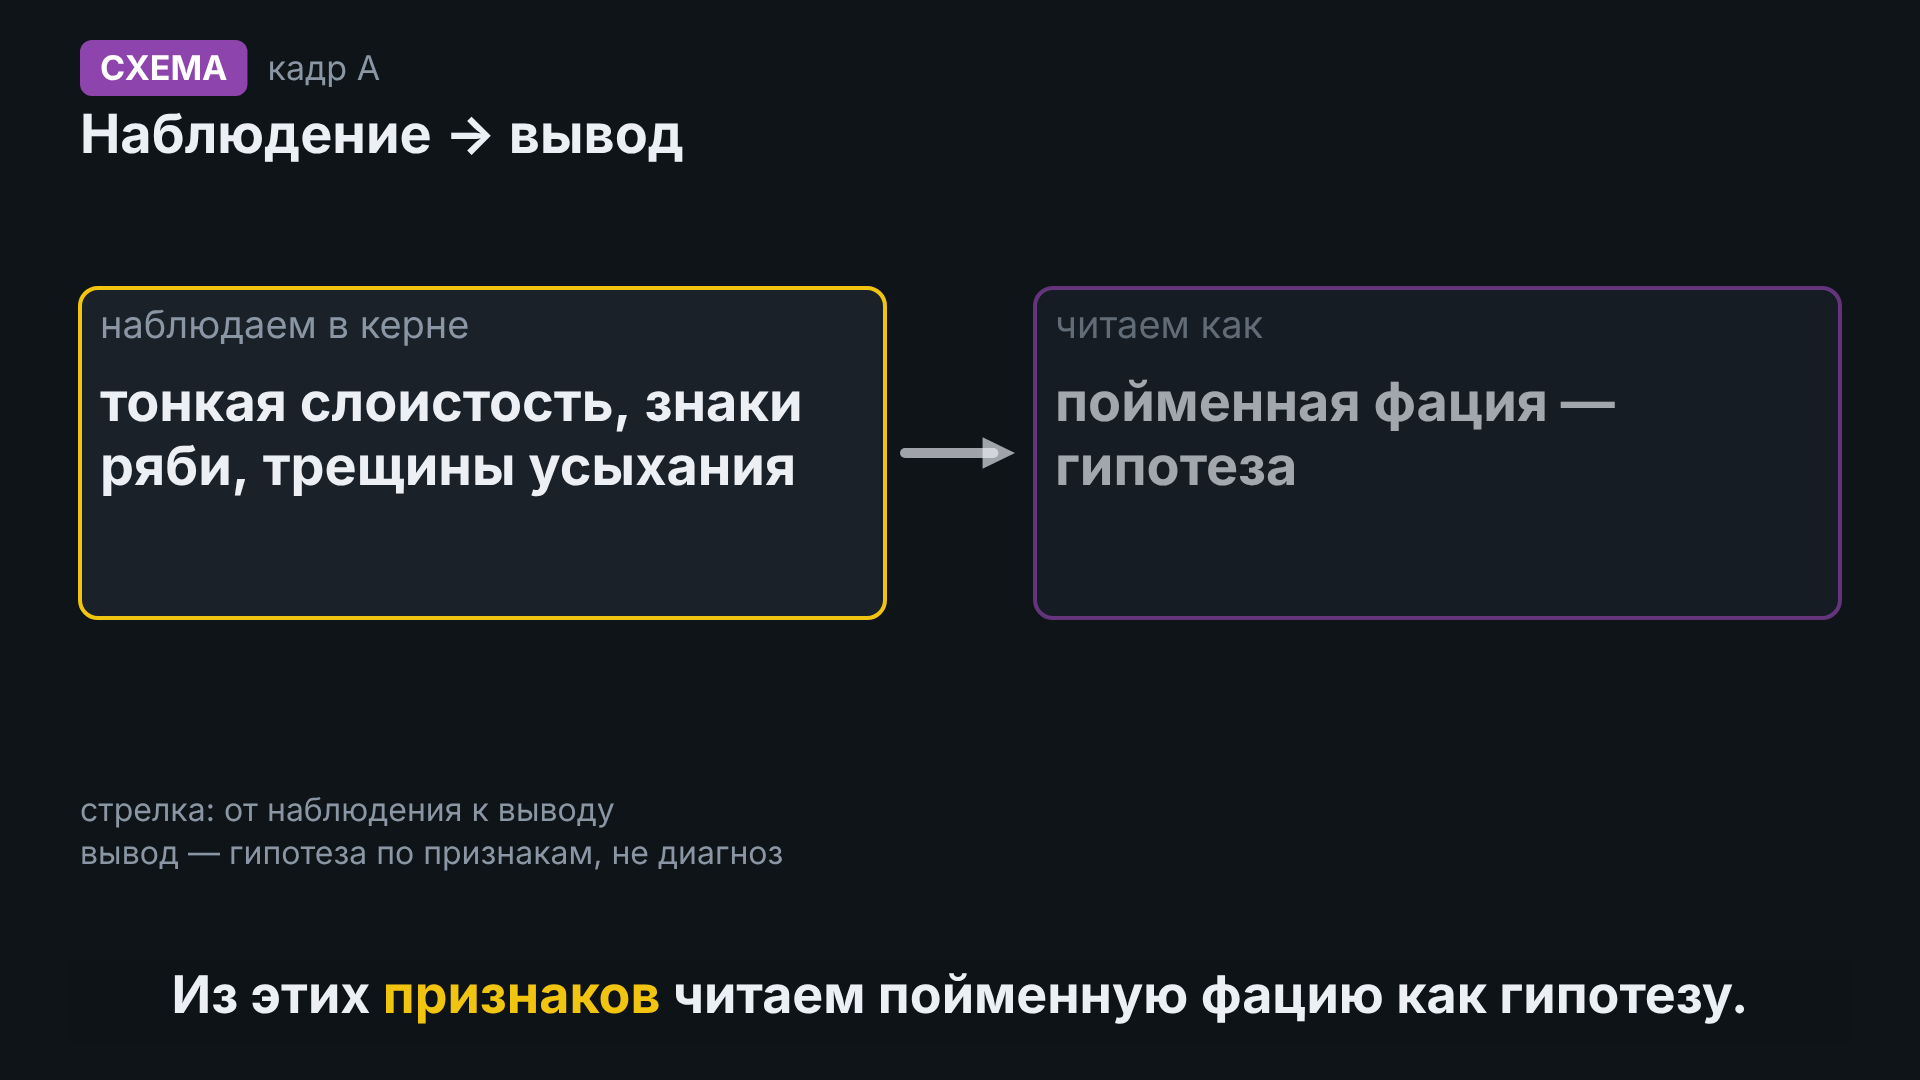 СХЕМА кадр А
Наблюдение → вывод
наблюдаем в керне
тонкая слоистость, знаки
ряби, трещины усыхания
читаем как
пойменная фация —
гипотеза
стрелка: от наблюдения к выводу
вывод — гипотеза по признакам, не диагноз
Из этих признаков читаем пойменную фацию как гипотезу.